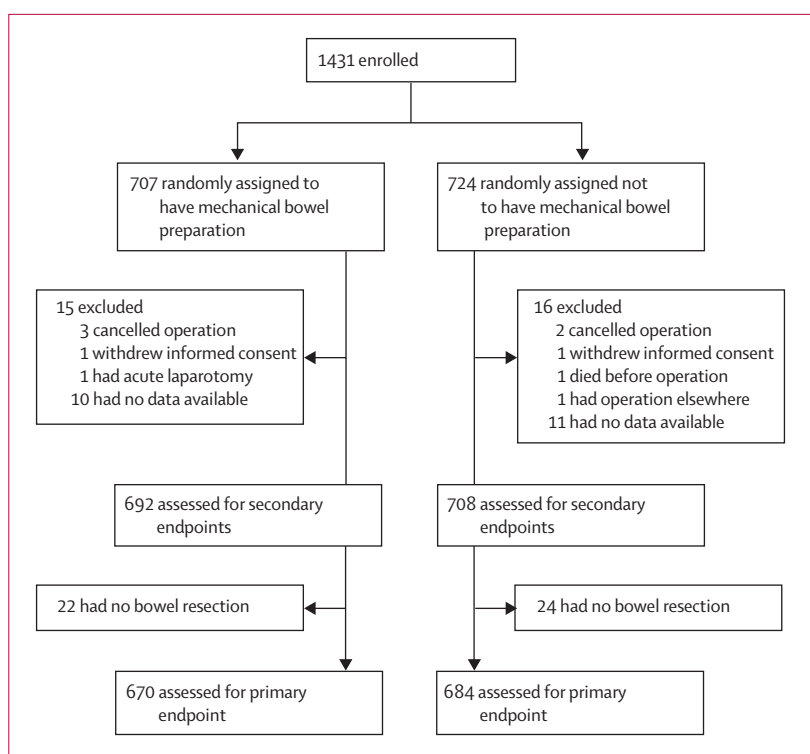 1431 enrolled
707 randomly assigned to
have mechanical bowel
preparation
724 randomly assigned not
to have mechanical bowel
preparation
15 excluded
3 cancelled operation
1 withdrew informed consent
1 had acute laparotomy
10 had no data available
16 excluded
2 cancelled operation
1 withdrew informed consent
1 died before operation
1 had operation elsewhere
11 had no data available
692 assessed for secondary
endpoints
708 assessed for secondary
endpoints
22 had no bowel resection
24 had no bowel resection
670 assessed for primary
endpoint
684 assessed for primary
endpoint